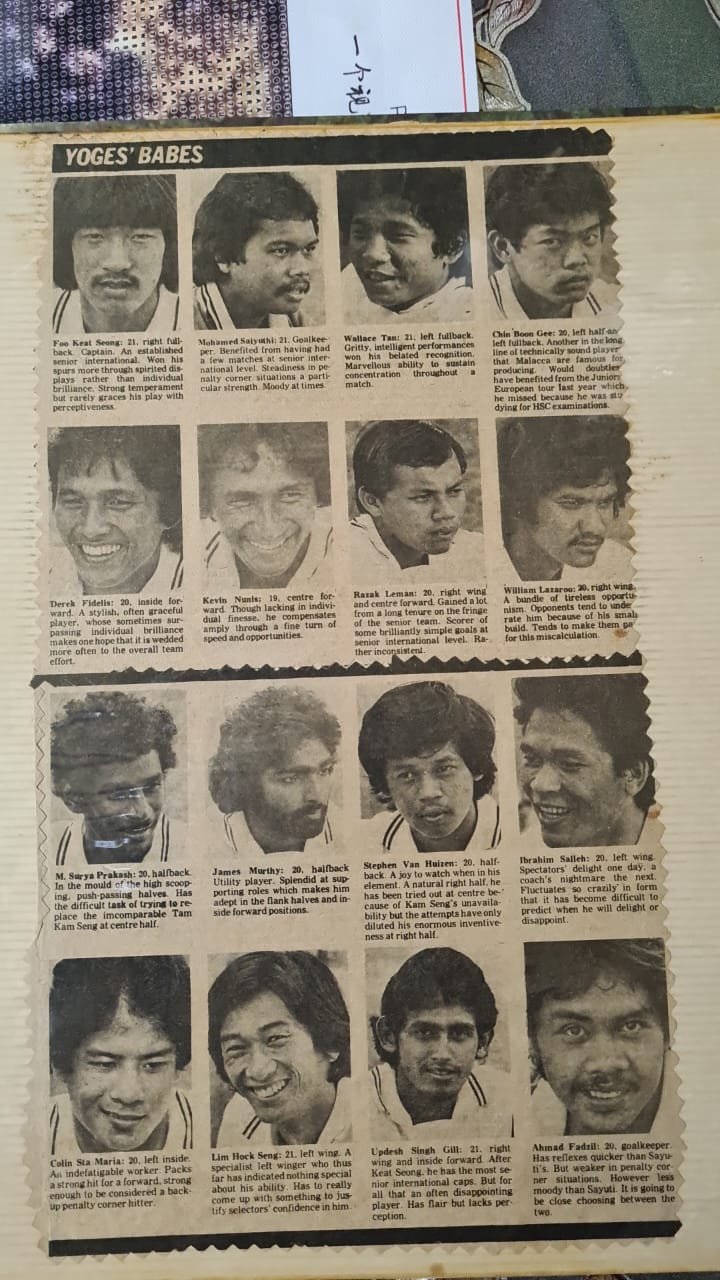 一个祝
YOGES' BABES
Foo Keat Seong: 21, right full-
back. Captain. An established
senior international. Won his
spurs more through spirited dis-
plays rather than individual
brilliance. Strong temperament
but rarely graces his play with
perceptiveness.
Mohamed Saiyuthi: 21. Goalkee-
per. Benefited from having had
a few matches at senior inter-
national level. Steadiness in pe-
nalty corner situations a parti-
cular strength. Moody at times.
Wallace Tan: 21, left fullback.
Gritty, intelligent performances
won his belated recognition.
Marvellous ability to sustain
concentration throughout a
match.
Chin Boon Gee: 20, left half-an
left fullback. Another in the long
line of technically sound player
that Malacca are famous for
producing. Would doubtles
have benefited from the Junior
European tour last year which
he missed because he was stu
dying for HSC examinations.
Derek Fidelis: 20, inside for-
ward. A stylish, often graceful
player, whose sometimes sur-
passing individual brilliance
makes one hope that it is wedded
more often to the overall team
effort.
Kevin Nunis: 19, centre for-
ward. Though lacking in indivi-
dual finesse, he compensates
amply through a fine turn of
speed and opportunities.
Razak Leman: 20, right wing
and centre forward. Gained a lot
from a long tenure on the fringe
of the senior team. Scorer of
some brilliantly simple goals at
senior international level. Ra-
ther inconsistent.
William Lazaroo: 20, right wing.
A bundle of tireless opportu-
nism. Opponents tend to unde
rate him because of his smal
build. Tends to make them pa
for this miscalculation.
M. Surya Prakash: 20, halfback.
In the mould of the high scoop-
ing, push-passing halves. Has
the difficult task of trying to re-
place the incomparable Tam
Kam Seng at centre half.
James Murthy: 20, halfback
Utility player. Splendid at sup-
porting roles which makes him
adept in the flank halves and in-
side forward positions.
Stephen Van Huizen: 20, half-
back. A joy to watch when in his
element. A natural right half, he
has been tried out at centre be-
cause of Kam Seng's unavaila-
bility but the attempts have only
diluted his enormous inventive-
ness at right half.
Ibrahim Salleh: 20, left wing.
Spectators' delight one day, a
coach's nightmare the next.
Fluctuates so crazily in form
that it has become difficult to
predict when he will delight or
disappoint.
Colin Sta Maria: 20, left inside.
An indefatigable worker. Packs
a strong hit for a forward, strong
enough to be considered a back-
up penalty corner hitter.
Lim Hock Seng: 21, left wing. A
specialist left winger who thus
far has indicated nothing special
about his ability. Has to really
come up with something to jus-
tify selectors' confidence in him.
Updesh Singh Gill: 21, right
wing and inside forward. After
Keat Seong, he has the most se-
nior international caps. But for
all that an often disappointing
player. Has flair but lacks per-
ception.
Ahmad Fadzil: 20, goalkeeper.
Has reflexes quicker than Sayu-
ti's. But weaker in penalty cor-
ner situations. However less
moody than Sayuti. It is going to
be close choosing between the
two.